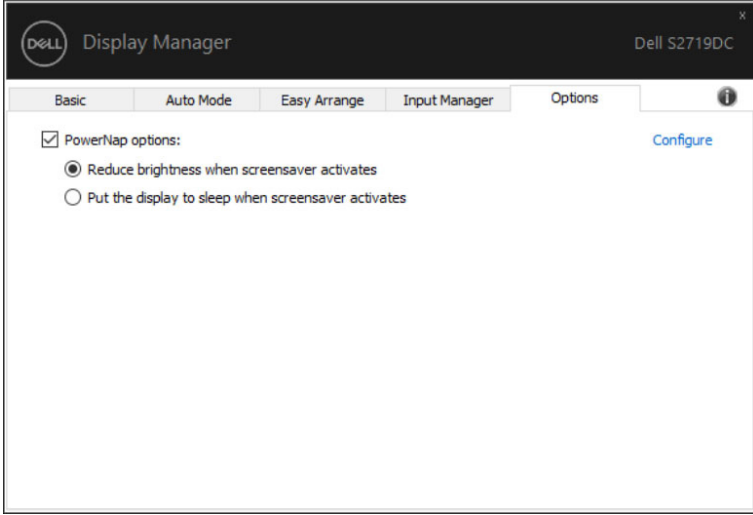 x
DELL Display Manager Dell S2719DC
Basic Auto Mode Easy Arrange Input Manager Options i
PowerNap options: Configure
Reduce brightness when screensaver activates
Put the display to sleep when screensaver activates